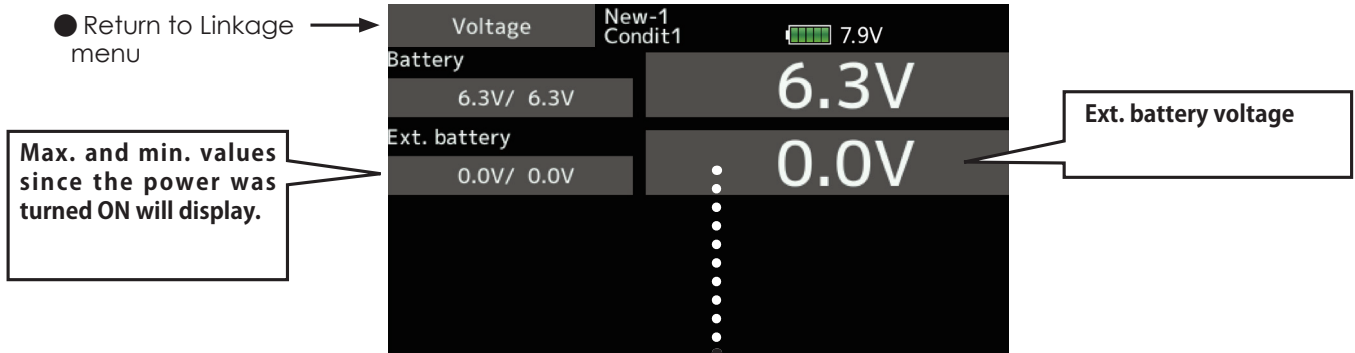 ● Return to Linkage
menu
Voltage
New-1
Condit1
7.9V
Battery
6.3V/ 6.3V
6.3V
Ext. battery
0.0V/ 0.0V
0.0V
Max. and min. values
since the power was
turned ON will display.
Ext. battery voltage